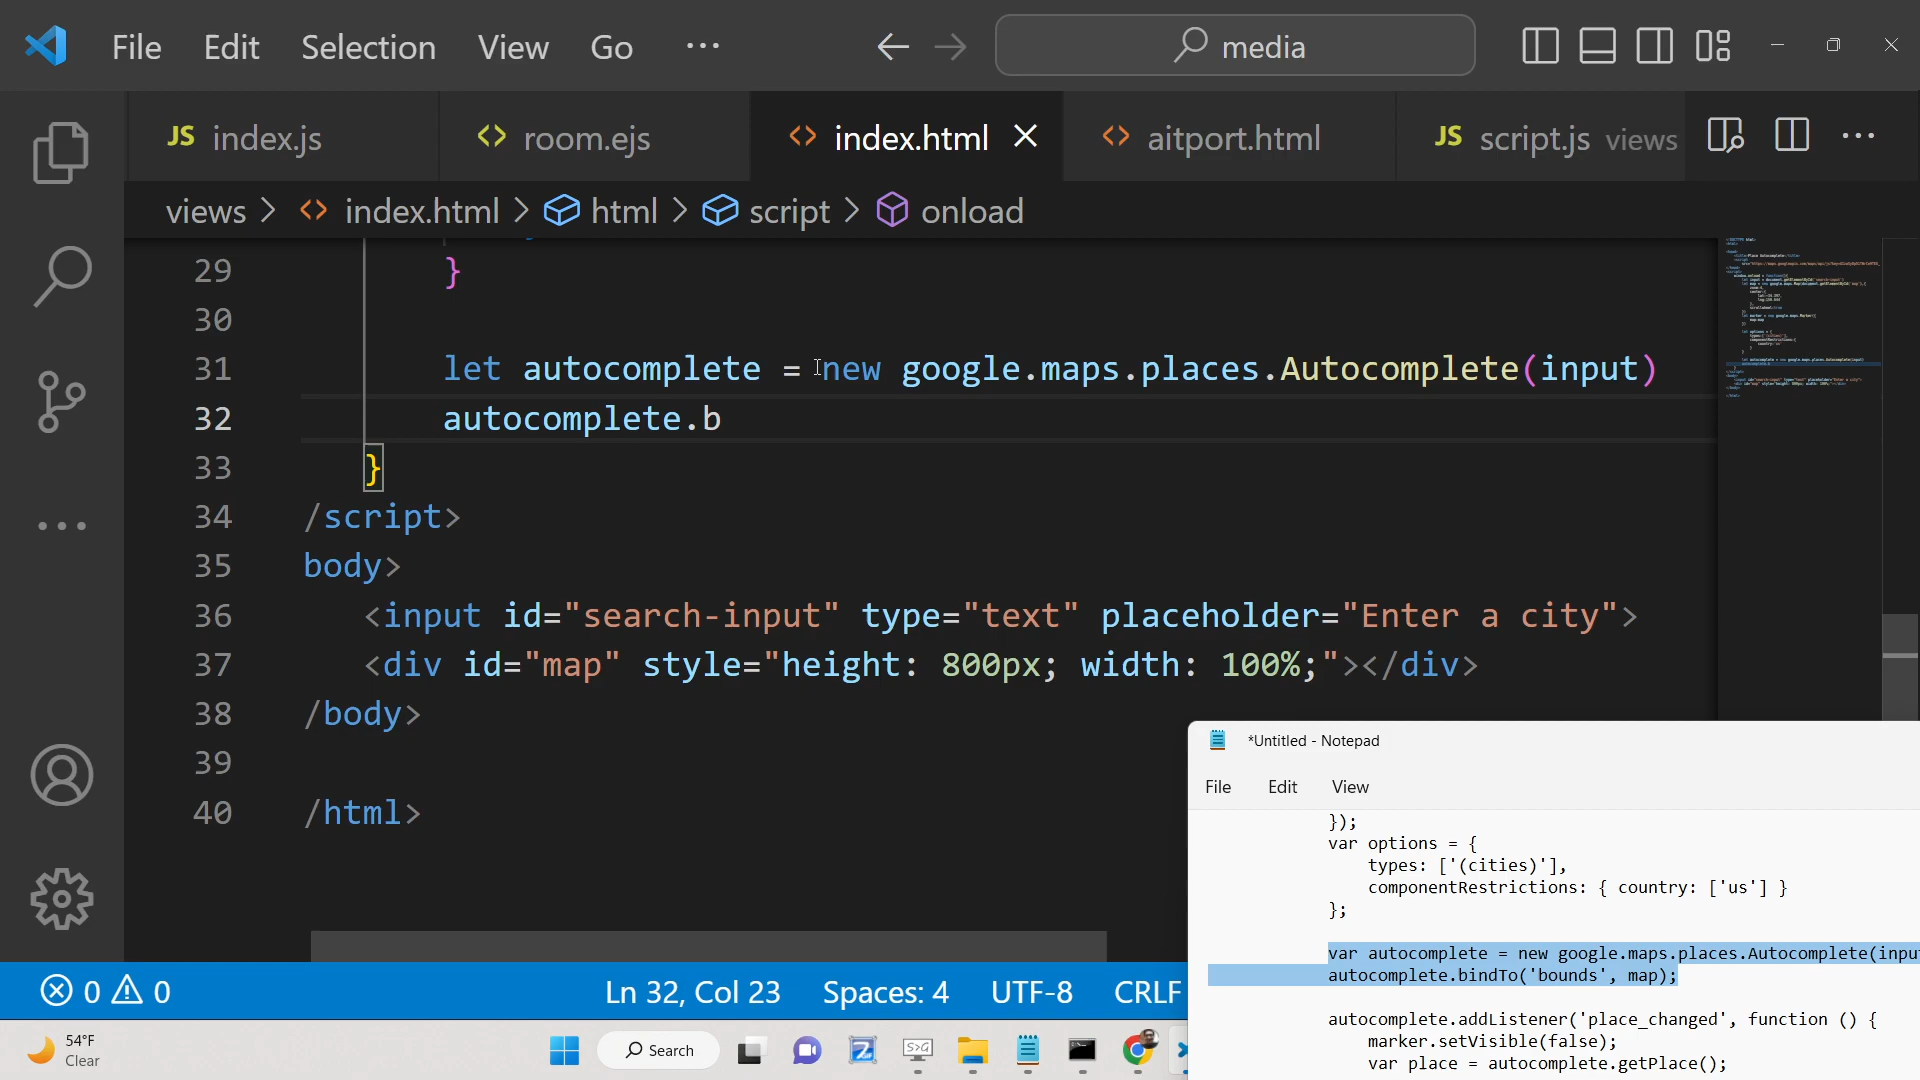 File Edit Selection View Go ... media
JS index.js <> room.ejs <> index.html <> aitport.html JS script.js views
views > <> index.html > html > script > onload
29 }
30
31 let autocomplete = new google.maps.places.Autocomplete(input)
32 autocomplete.b
33 }
34 /script>
35 body>
36 <input id="search-input" type="text" placeholder="Enter a city">
37 <div id="map" style="height: 800px; width: 100%;"></div>
38 /body>
39
40 /html>
*Untitled - Notepad
File Edit View
});
var options = {
types: ['(cities)'],
componentRestrictions: { country: ['us'] }
};
var autocomplete = new google.maps.places.Autocomplete(inpu
autocomplete.bindTo('bounds', map);
autocomplete.addListener('place_changed', function () {
marker.setVisible(false);
var place = autocomplete.getPlace();
0 0 Ln 32, Col 23 Spaces: 4 UTF-8 CRLF
54°F
Clear
Search